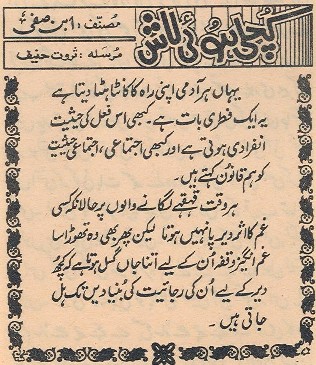 کچلی ہوئی لاش
مصنّف : ابن صفی
مرسلہ : ثروت حنیف
یہاں ہر آدمی اپنی راہ کا کانٹا ہٹا دیتا ہے
یہ ایک فطری بات ہے۔ کبھی اس فعل کی حیثیت
انفرادی ہوتی ہے اور کبھی اجتماعی، اجتماعی حیثیت
کو ہم قانون کہتے ہیں۔
ہر وقت قہقہے لگانے والوں پر حالانکہ کسی
غم کا اثر دیرپا نہیں ہوتا لیکن پھر بھی وہ تھوڑا سا
غم انگیز وقفہ اُن کے لیے اتنا جاں گسل ہوتا ہے کہ کچھ
دیر کے لیے اُن کی رجائیت کی بُنیادیں تک ہل
جاتی ہیں۔